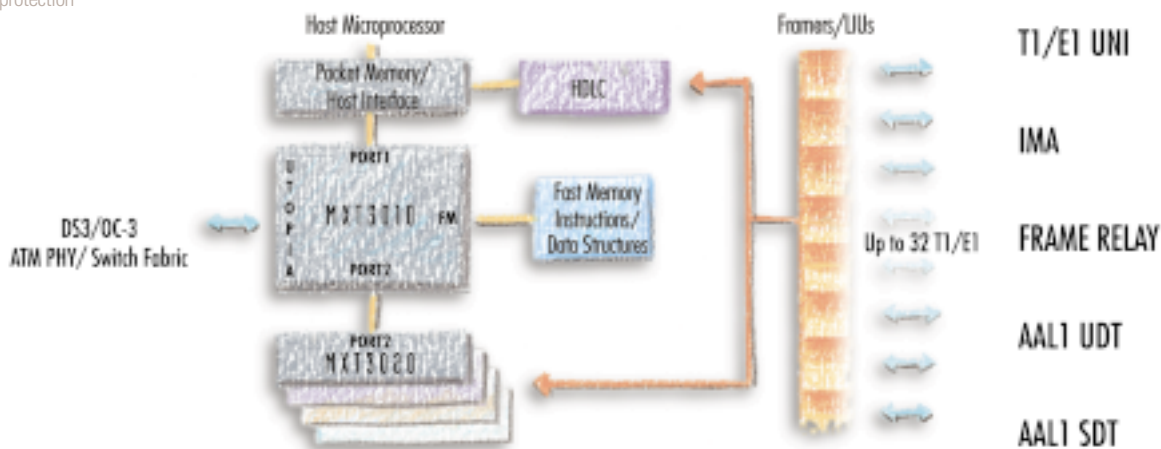 protection
Host Microprocessor
Framers/LIUs
T1/E1 UNI
Packet Memory/
Host Interface
HDLC
IMA
PORT1
UTOPIA
MXT3010
FM
PORT2
Fast Memory
Instructions/
Data Structures
DS3/OC-3
ATM PHY/ Switch Fabric
Up to 32 T1/E1
FRAME RELAY
PORT2
MXT3020
AAL1 UDT
AAL1 SDT